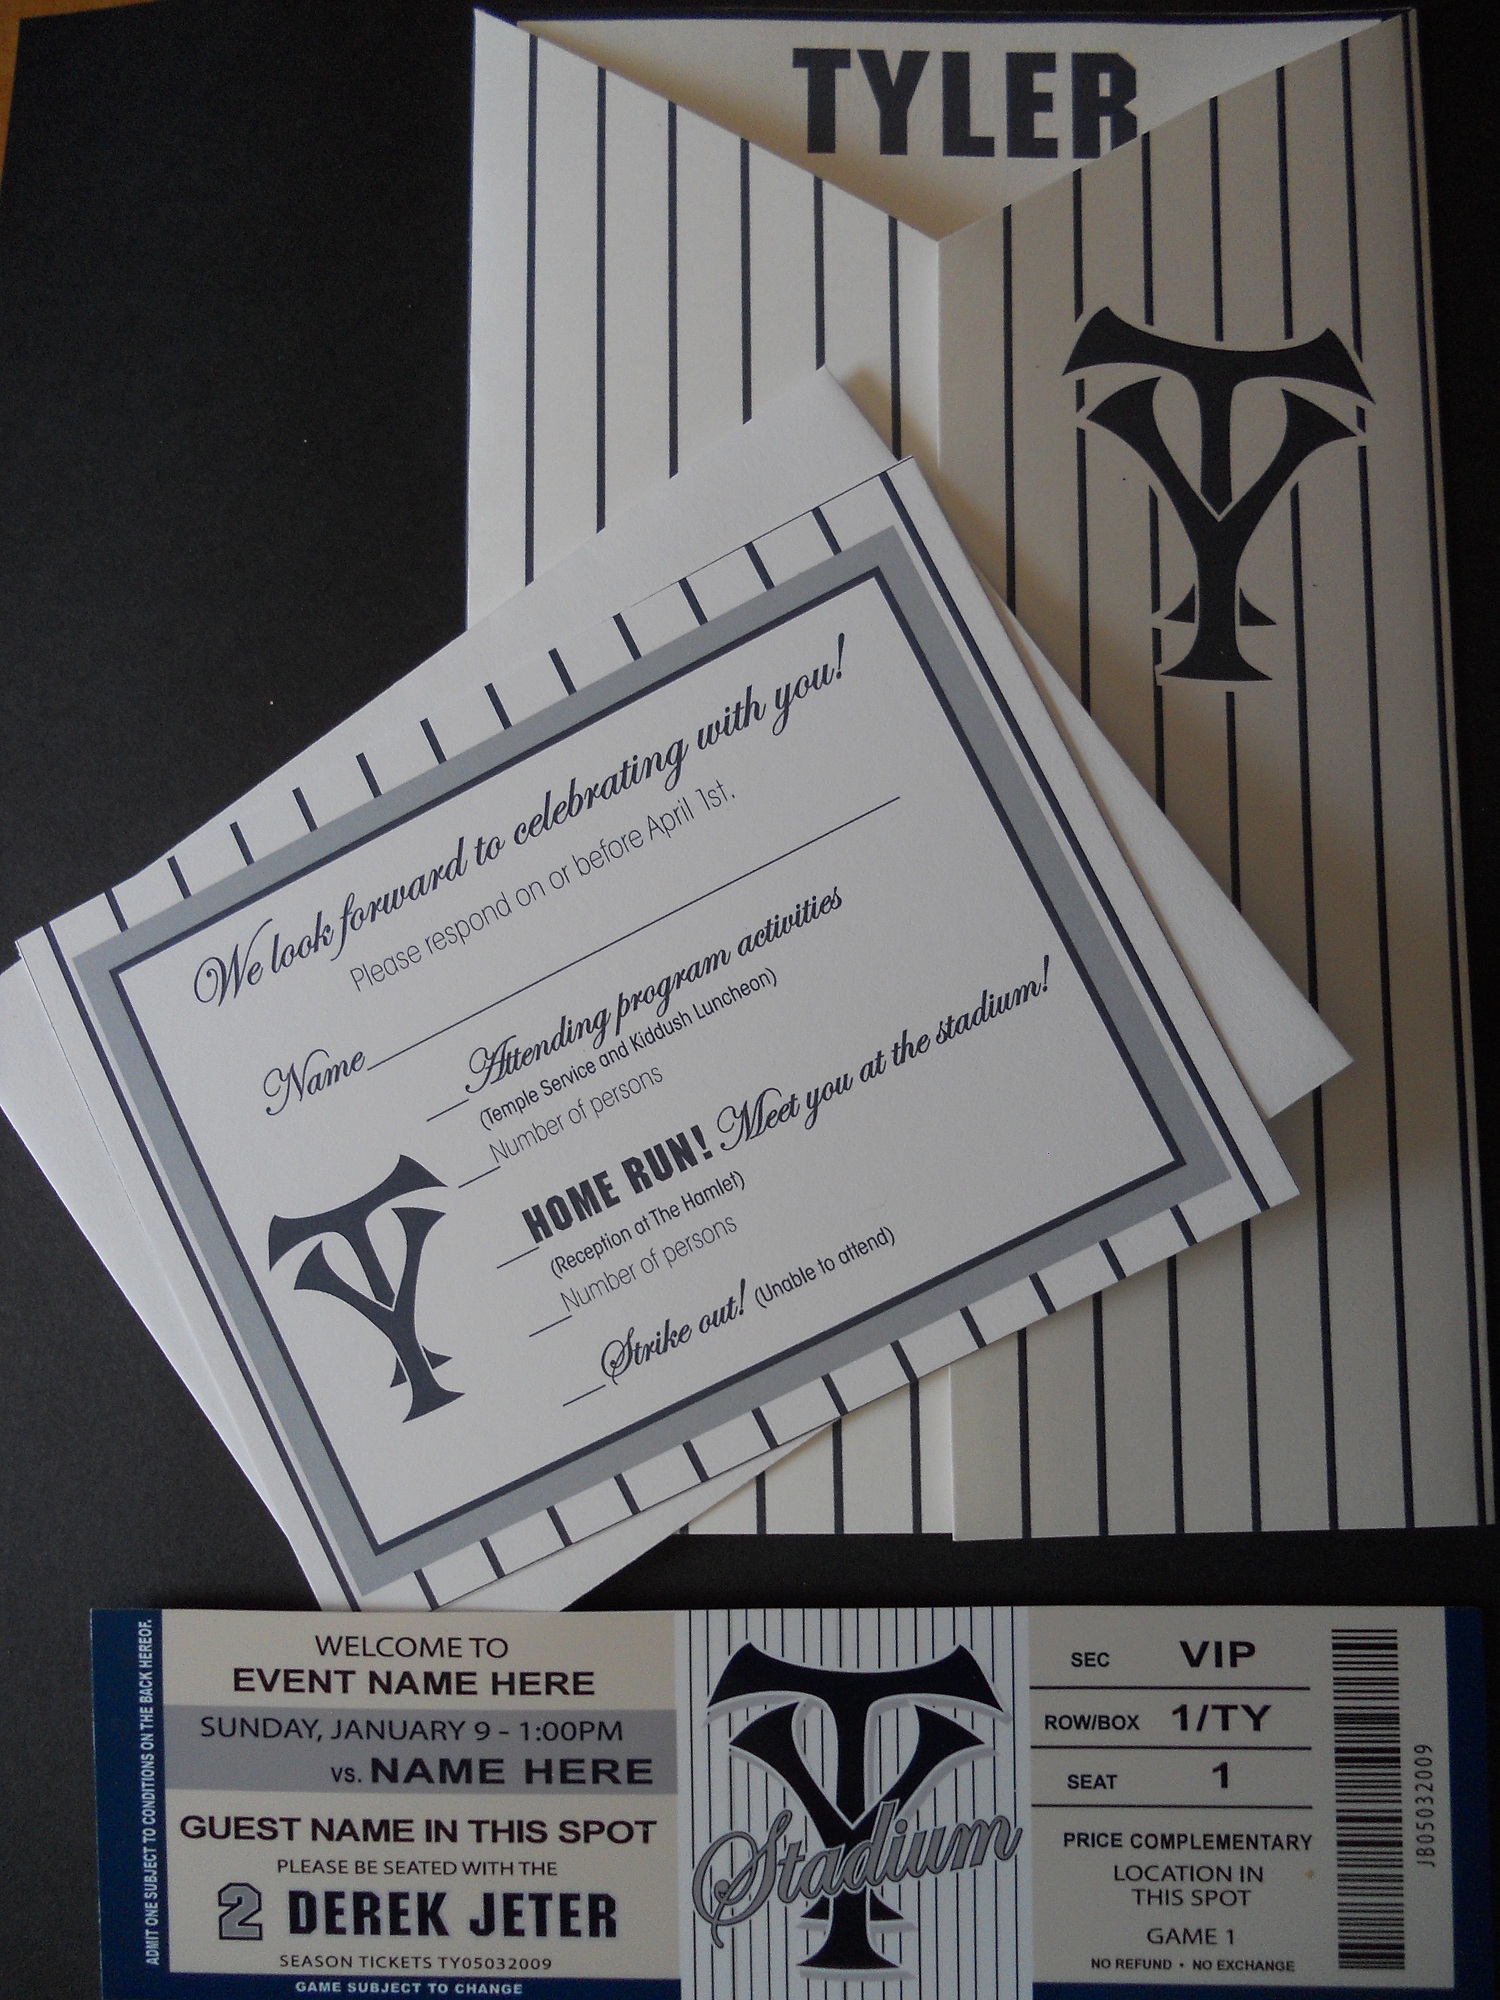 TYLER
TY
We look forward to celebrating with you!
Please respond on or before April 1st.
Name
Attending program activities
(Temple Service and Kiddush Luncheon)
Number of persons
HOME RUN! Meet you at the stadium!
(Reception at The Hamlet)
Number of persons
Strike out! (Unable to attend)
TY
ADMIT ONE SUBJECT TO CONDITIONS ON THE BACK HEREOF.
WELCOME TO
EVENT NAME HERE
SUNDAY, JANUARY 9 - 1:00PM
VS. NAME HERE
GUEST NAME IN THIS SPOT
PLEASE BE SEATED WITH THE
2 DEREK JETER
SEASON TICKETS TY05032009
GAME SUBJECT TO CHANGE
TY
Stadium
SEC VIP
ROW/BOX 1/TY
SEAT 1
PRICE COMPLEMENTARY
LOCATION IN
THIS SPOT
GAME 1
NO REFUND • NO EXCHANGE
JB05032009